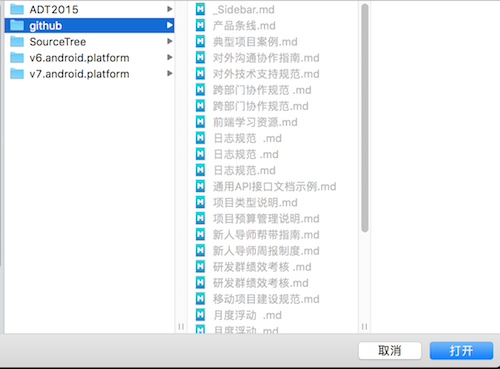 ADT2015
github
SourceTree
v6.android.platform
v7.android.platform
_Sidebar.md
产品条线.md
典型项目案例.md
对外沟通协作指南.md
对外技术支持规范.md
跨部门协作规范 .md
跨部门协作规范.md
前端学习资源.md
日志规范  .md
日志规范 .md
日志规范.md
通用API接口文档示例.md
项目类型说明.md
项目预算管理说明.md
新人导师帮带指南.md
新人导师周报制度.md
研发群绩效考核 .md
研发群绩效考核.md
移动项目建设规范.md
月度浮动  .md
月度浮动 .md
取消
打开